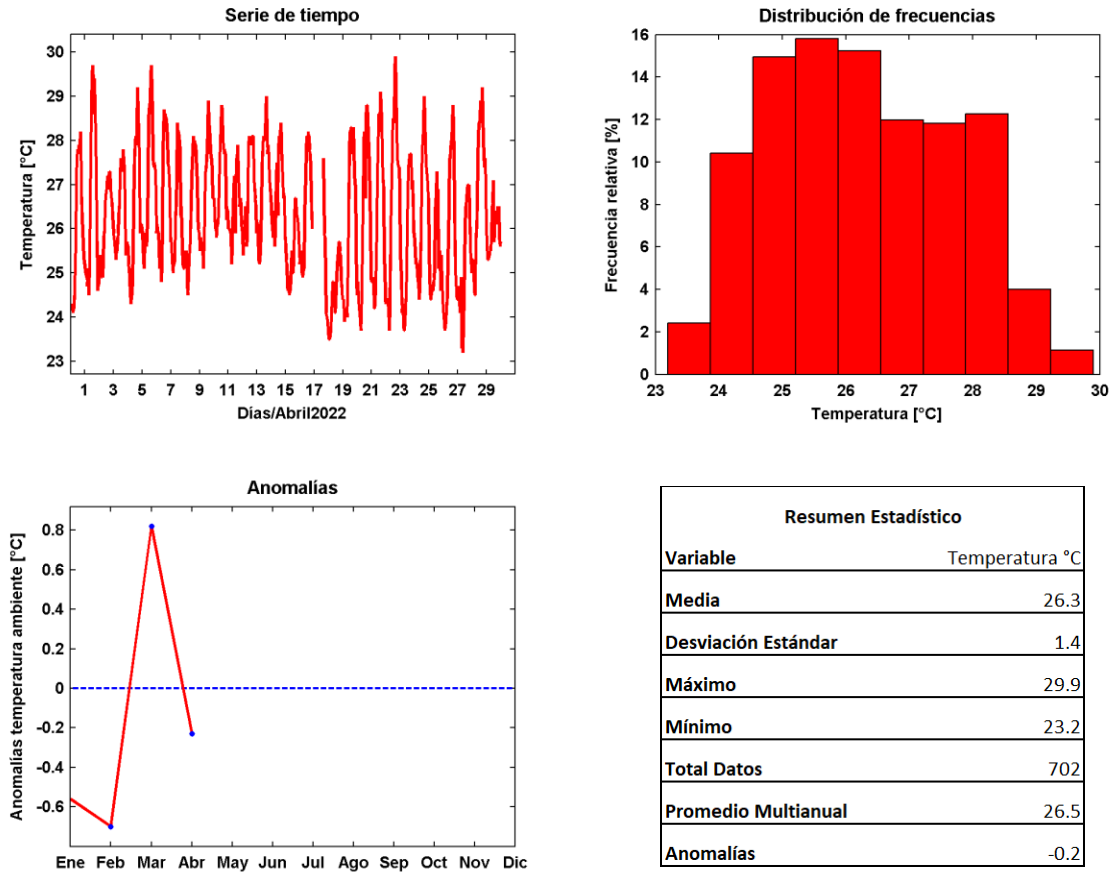 Serie de tiempo
30
29
28
27
26
25
24
23
Temperatura [°C]
1 3 5 7 9 11 13 15 17 19 21 23 25 27 29
Días/Abril2022
Distribución de frecuencias
16
14
12
10
8
6
4
2
0
Frecuencia relativa [%]
23 24 25 26 27 28 29 30
Temperatura [°C]
Anomalías
0.8
0.6
0.4
0.2
0
-0.2
-0.4
-0.6
Anomalías temperatura ambiente [°C]
Ene Feb Mar Abr May Jun Jul Ago Sep Oct Nov Dic
Resumen Estadístico
Variable Temperatura °C
Media 26.3
Desviación Estándar 1.4
Máximo 29.9
Mínimo 23.2
Total Datos 702
Promedio Multianual 26.5
Anomalías -0.2